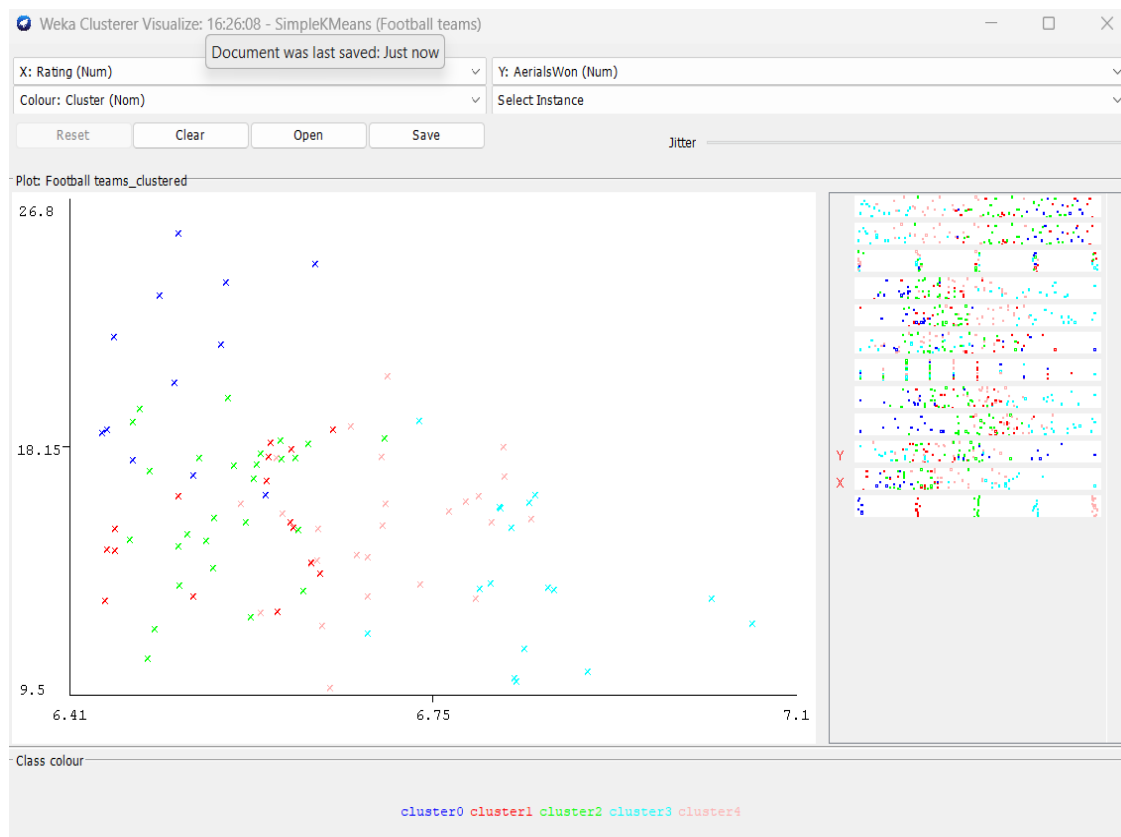 Weka Clusterer Visualize: 16:26:08 - SimpleKMeans (Football teams)
Document was last saved: Just now
X: Rating (Num) Y: AerialsWon (Num)
Colour: Cluster (Nom) Select Instance
Reset Clear Open Save Jitter
Plot: Football teams_clustered
26.8
18.15
9.5
6.41 6.75 7.1
Y
X
Class colour
cluster0 cluster1 cluster2 cluster3 cluster4